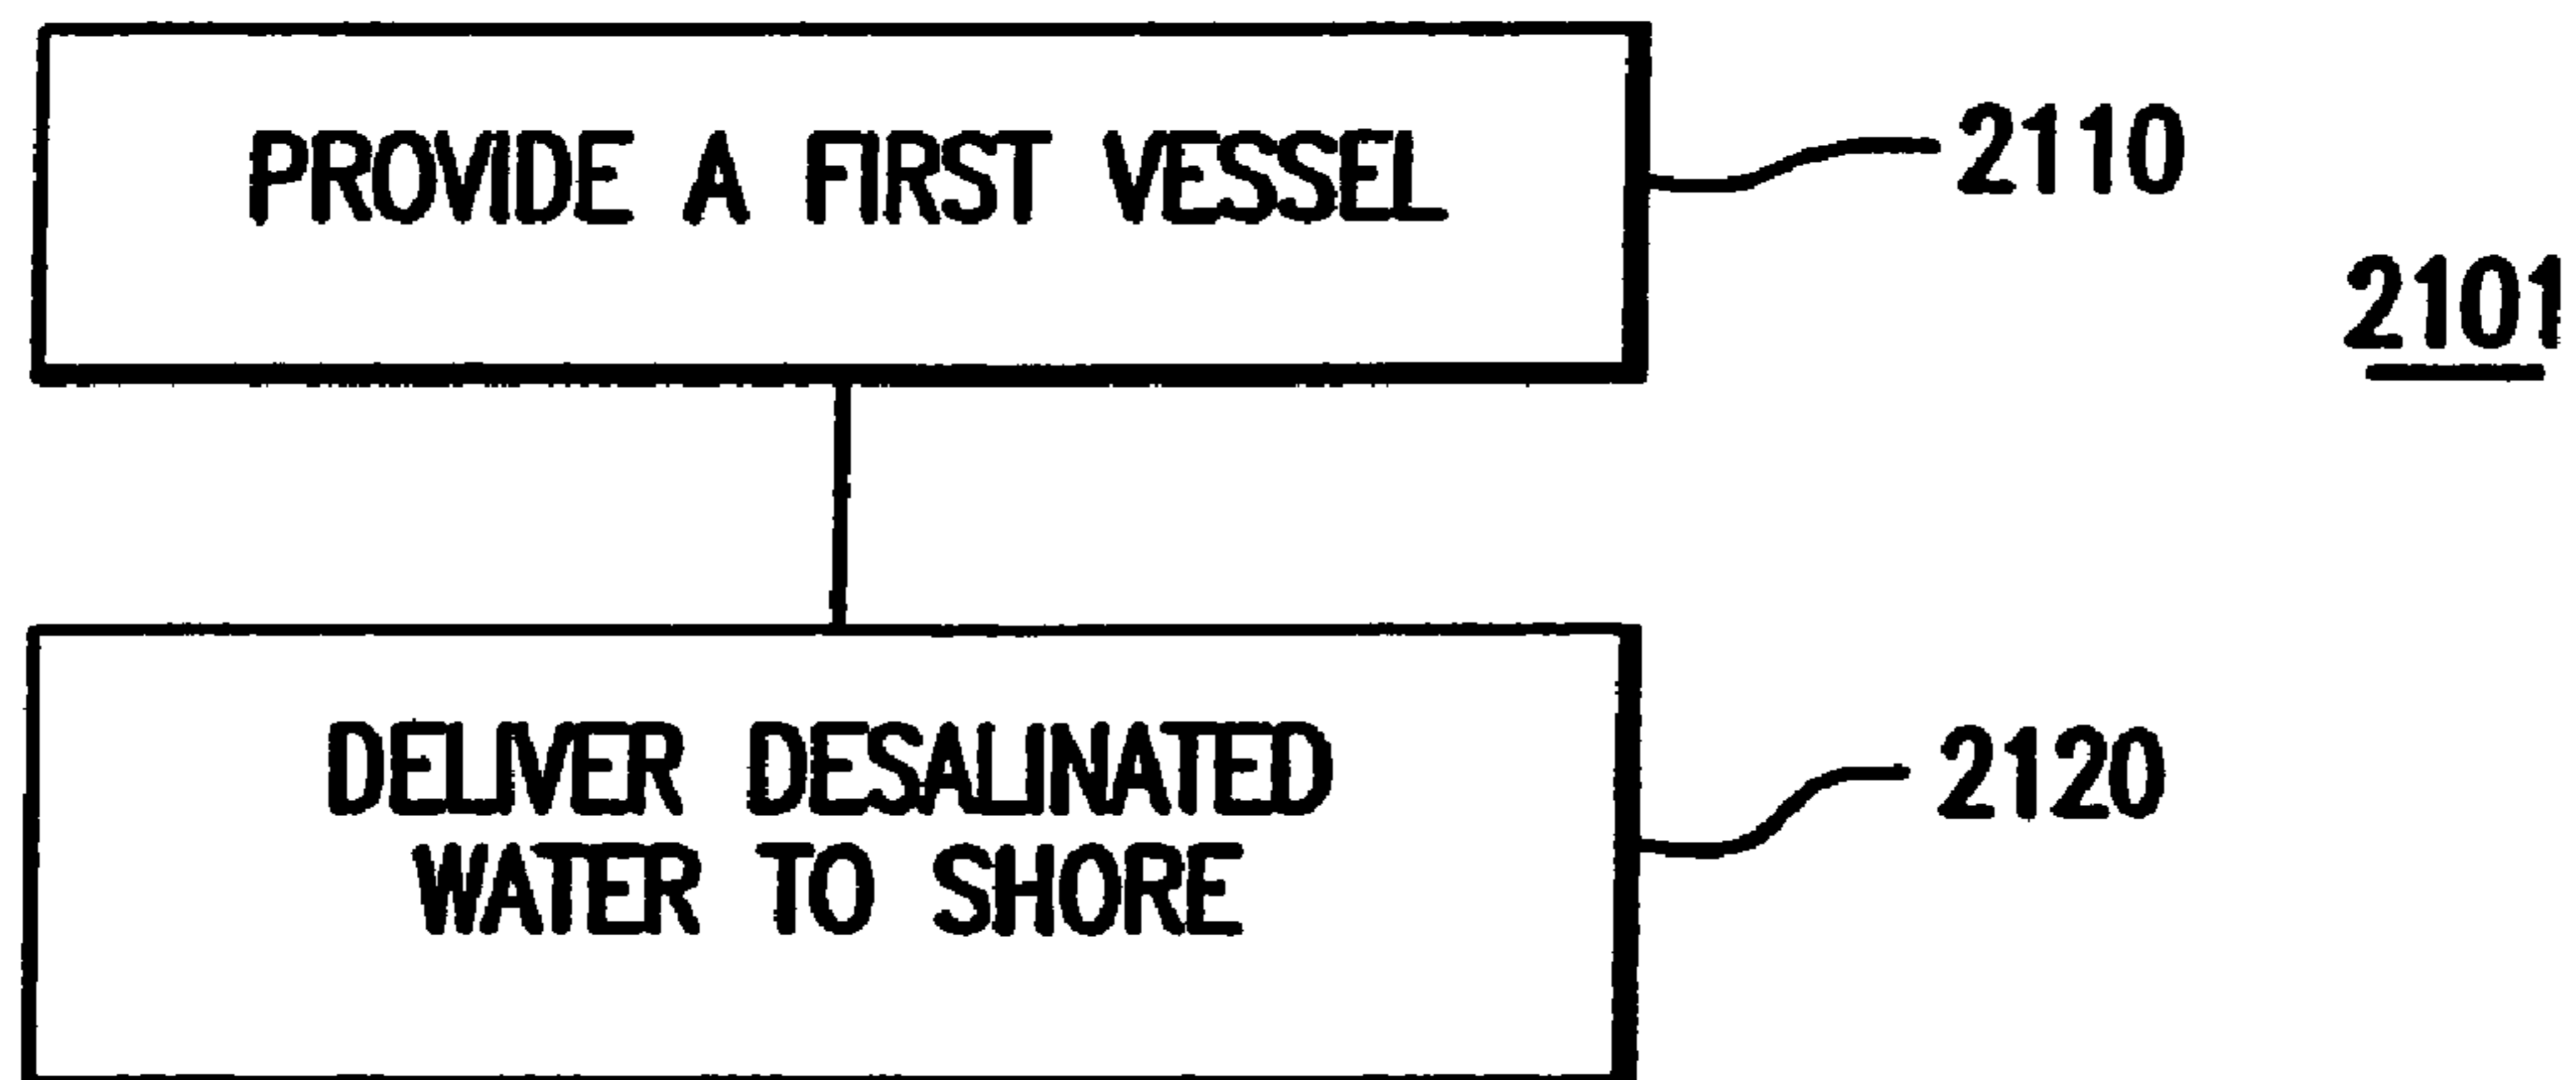 PROVIDE A FIRST VESSEL
2110
2101
DELIVER DESALINATED
WATER TO SHORE
2120